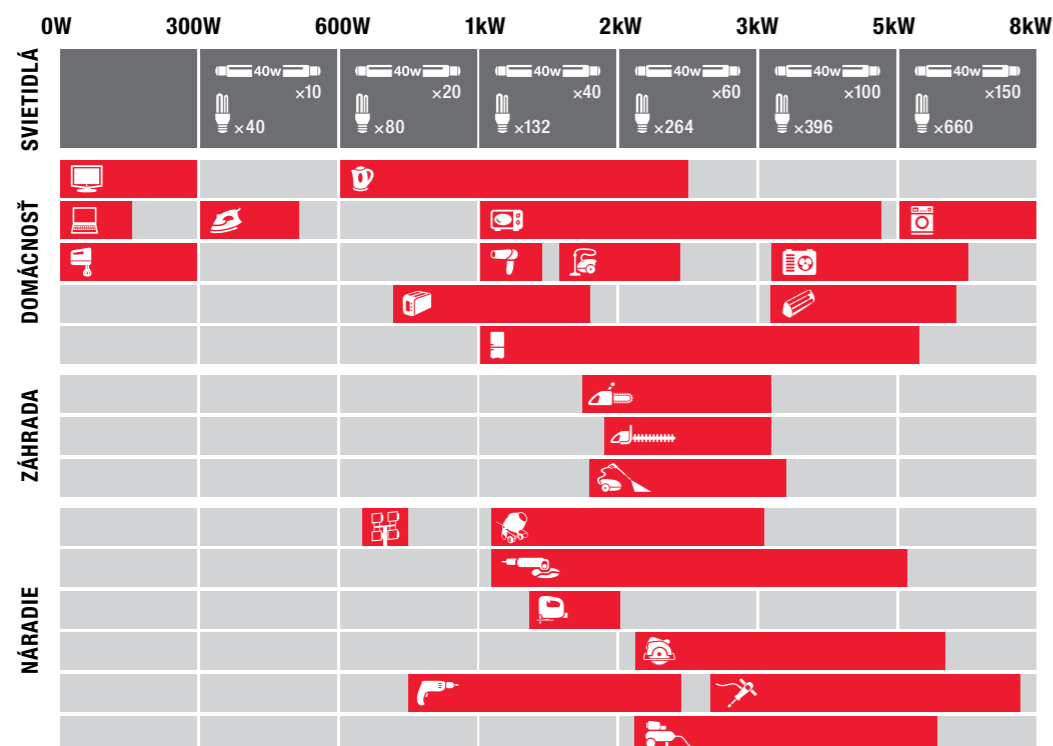 0W 300W 600W 1kW 2kW 3kW 5kW 8kW
SVIETIDLÁ
40w 40w 40w 40w 40w 40w
×10 ×20 ×40 ×60 ×100 ×150
×40 ×80 ×132 ×264 ×396 ×660
DOMÁCNOSŤ
ZÁHRADA
NÁRADIE